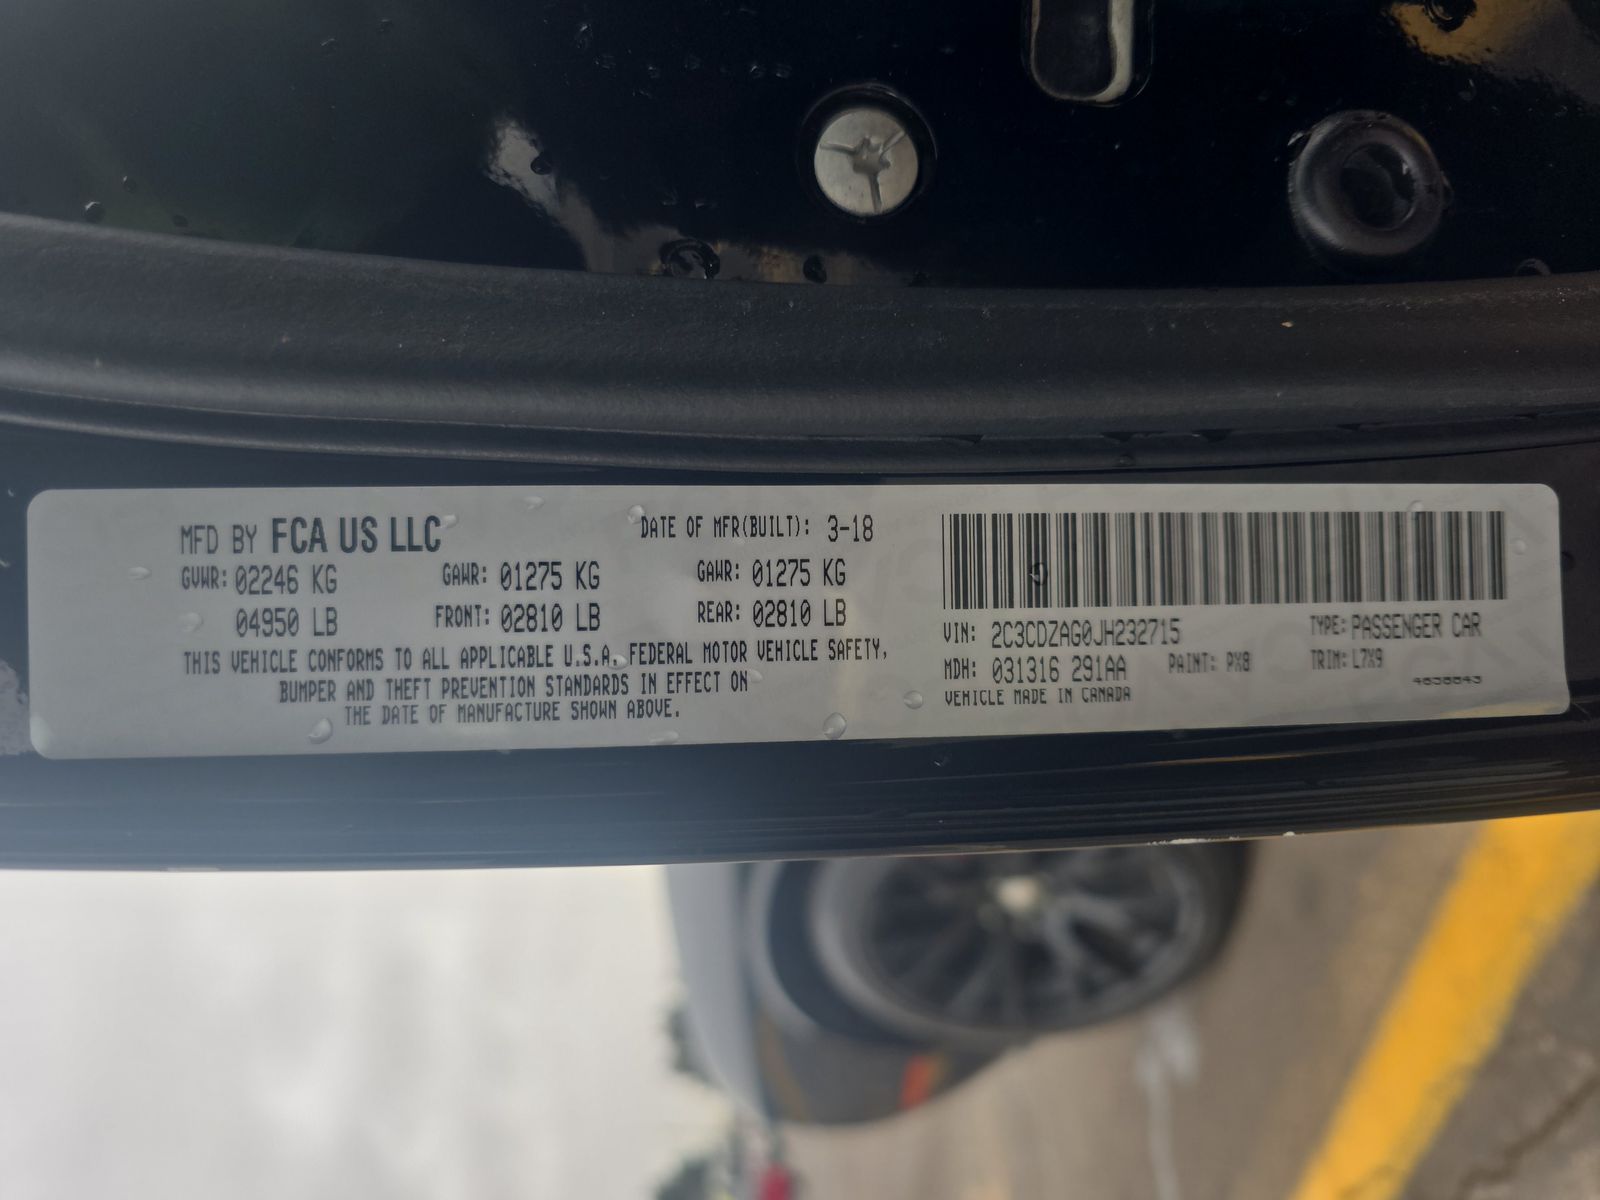 MFD BY FCA US LLC DATE OF MFR(BUILT): 3-18
GVWR: 02246 KG GAWR: 01275 KG GAWR: 01275 KG
04950 LB FRONT: 02810 LB REAR: 02810 LB
THIS VEHICLE CONFORMS TO ALL APPLICABLE U.S.A. FEDERAL MOTOR VEHICLE SAFETY,
BUMPER AND THEFT PREVENTION STANDARDS IN EFFECT ON
THE DATE OF MANUFACTURE SHOWN ABOVE.
VIN: 2C3CDZAG0JH232715 TYPE: PASSENGER CAR
MDH: 031316 291AA PAINT: PX8 TRIM: L7X9
VEHICLE MADE IN CANADA